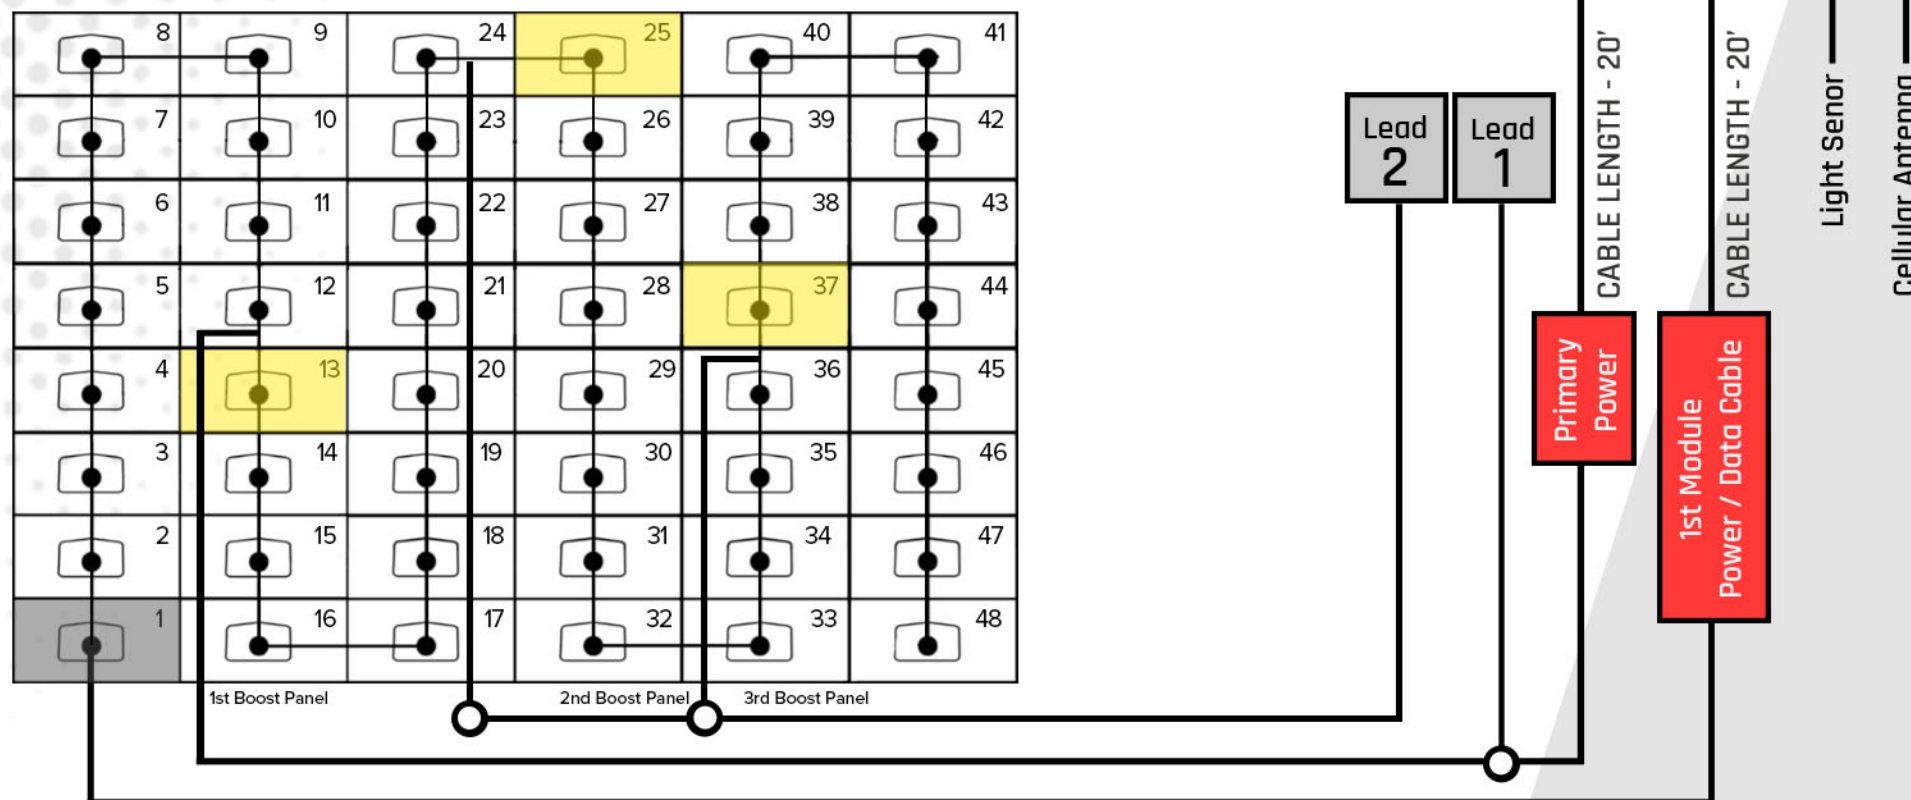 8 9 24 25 40 41
7 10 23 26 39 42
6 11 22 27 38 43
5 12 21 28 37 44
4 13 20 29 36 45
3 14 19 30 35 46
2 15 18 31 34 47
1 16 17 32 33 48
1st Boost Panel
2nd Boost Panel
3rd Boost Panel
Lead
2
Lead
1
CABLE LENGTH - 20'
Primary
Power
CABLE LENGTH - 20'
1st Module
Power / Data Cable
Light Senor
Cellular Antenna